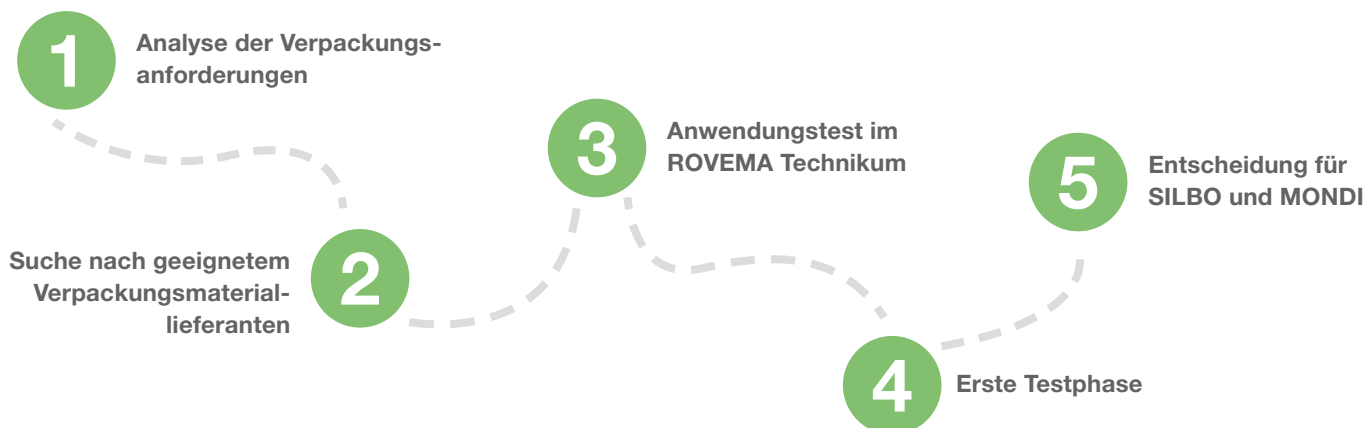 1
Analyse der Verpackungs-
anforderungen
2
Suche nach geeignetem
Verpackungsmaterial-
lieferanten
3
Anwendungstest im
ROVEMA Technikum
4
Erste Testphase
5
Entscheidung für
SILBO und MONDI